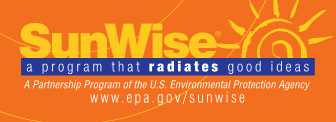 SunWise®
a program that radiates good ideas
A Partnership Program of the U.S. Environmental Protection Agency
www.epa.gov/sunwise